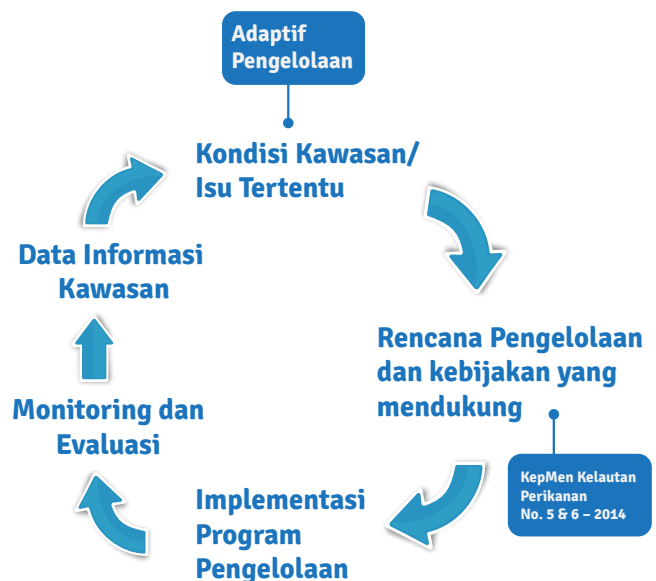 Adaptif
Pengelolaan
Kondisi Kawasan/
Isu Tertentu
Data Informasi
Kawasan
Rencana Pengelolaan
dan kebijakan yang
mendukung
Monitoring dan
Evaluasi
KepMen Kelautan
Perikanan
No. 5 & 6 – 2014
Implementasi
Program
Pengelolaan